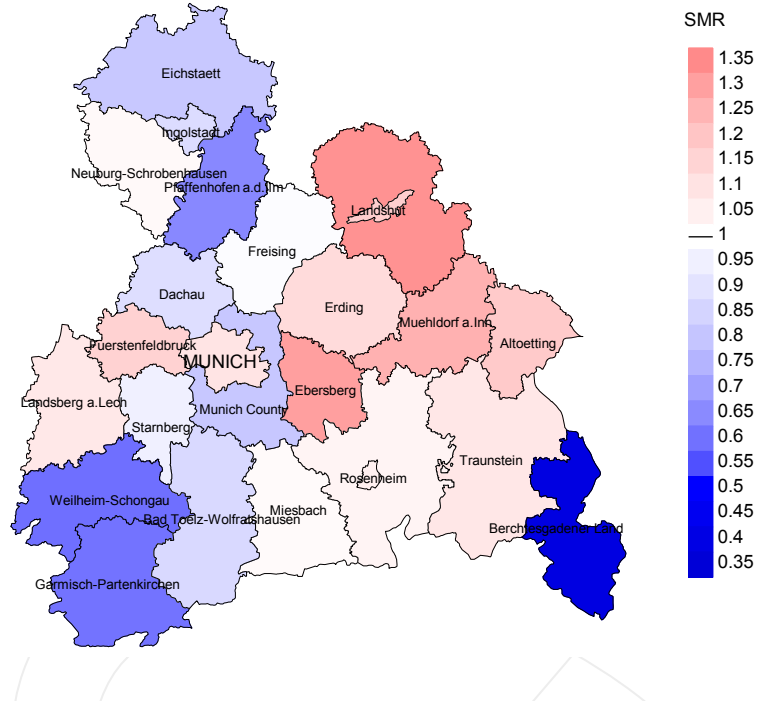 SMR
Eichstaett
1.35
1.3
1.25
Ingolstadt
1.2
Neuburg-Schrobenhausen
1.15
Pfaffenhofen a.d.Ilm
1.1
Landshut
1.05
1
Freising
0.95
Dachau
0.9
Erding
0.85
Muehldorf a.Inn
0.8
Fuerstenfeldbruck
Altoetting
0.75
MUNICH
0.7
Ebersberg
0.65
Landsberg a.Lech
Munich County
0.6
Starnberg
0.55
Traunstein
0.5
Rosenheim
0.45
Weilheim-Schongau
Miesbach
Bad Toelz-Wolfratshausen
Berchtesgadener Land
0.4
0.35
Garmisch-Partenkirchen